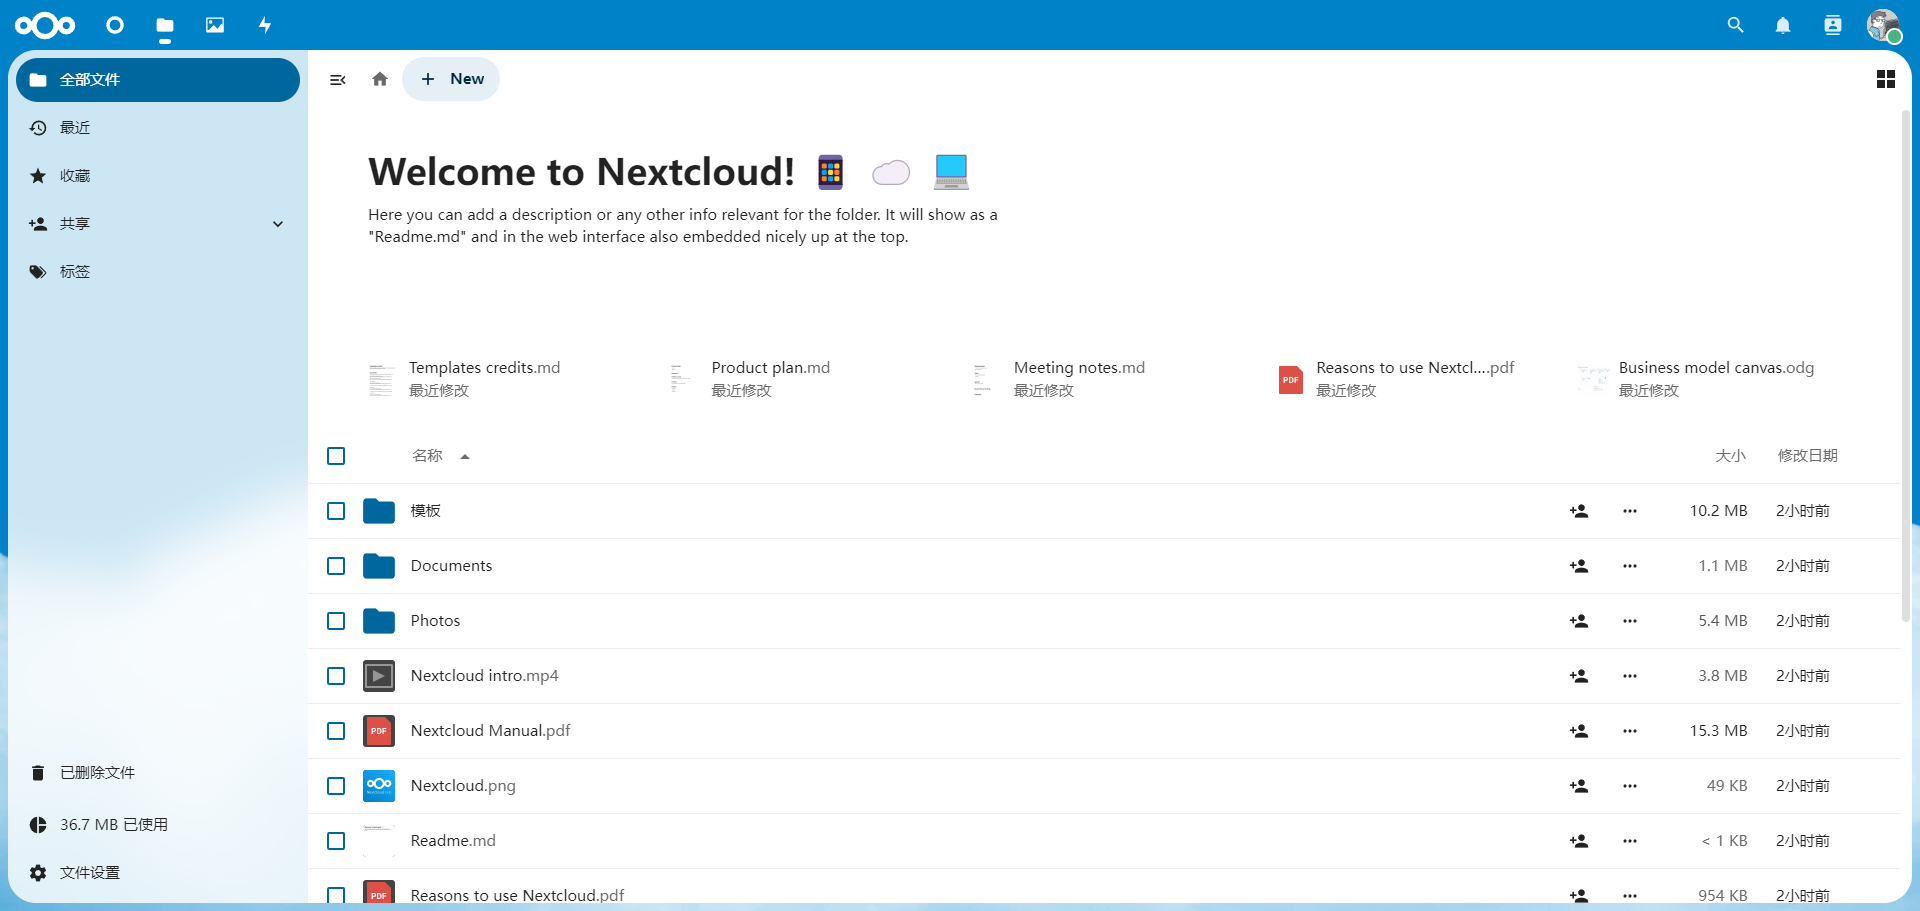 全部文件
最近
收藏
共享
标签
已删除文件
36.7 MB 已使用
文件设置
New
Welcome to Nextcloud!
Here you can add a description or any other info relevant for the folder. It will show as a
"Readme.md" and in the web interface also embedded nicely up at the top.
Templates credits.md
最近修改
Product plan.md
最近修改
Meeting notes.md
最近修改
PDF
Reasons to use Nextcl....pdf
最近修改
Business model canvas.odg
最近修改
名称 大小 修改日期
模板 10.2 MB 2小时前
Documents 1.1 MB 2小时前
Photos 5.4 MB 2小时前
Nextcloud intro.mp4 3.8 MB 2小时前
PDF Nextcloud Manual.pdf 15.3 MB 2小时前
Nextcloud.png 49 KB 2小时前
Readme.md < 1 KB 2小时前
PDF Reasons to use Nextcloud.pdf 954 KB 2小时前